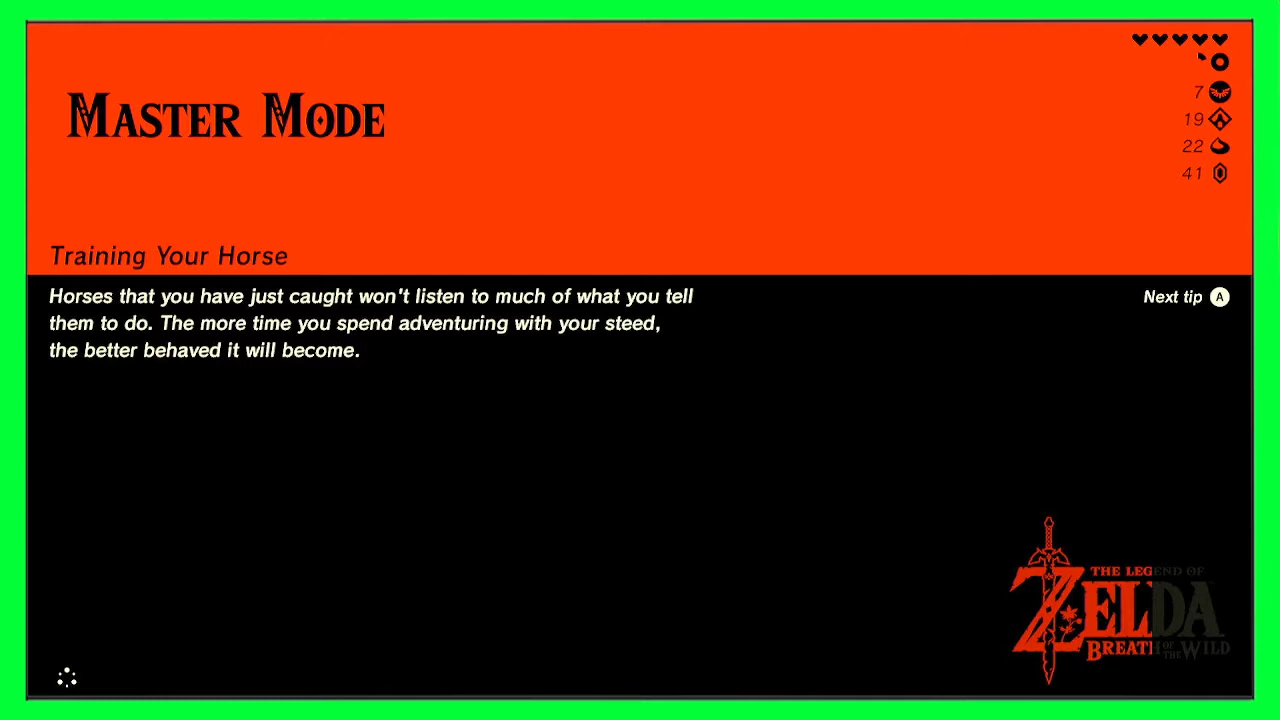 Master Mode
7
19
22
41
Training Your Horse
Horses that you have just caught won't listen to much of what you tell
them to do. The more time you spend adventuring with your steed,
the better behaved it will become.
Next tip A
THE LEGEND OF
ZELDA
BREATH OF THE WILD